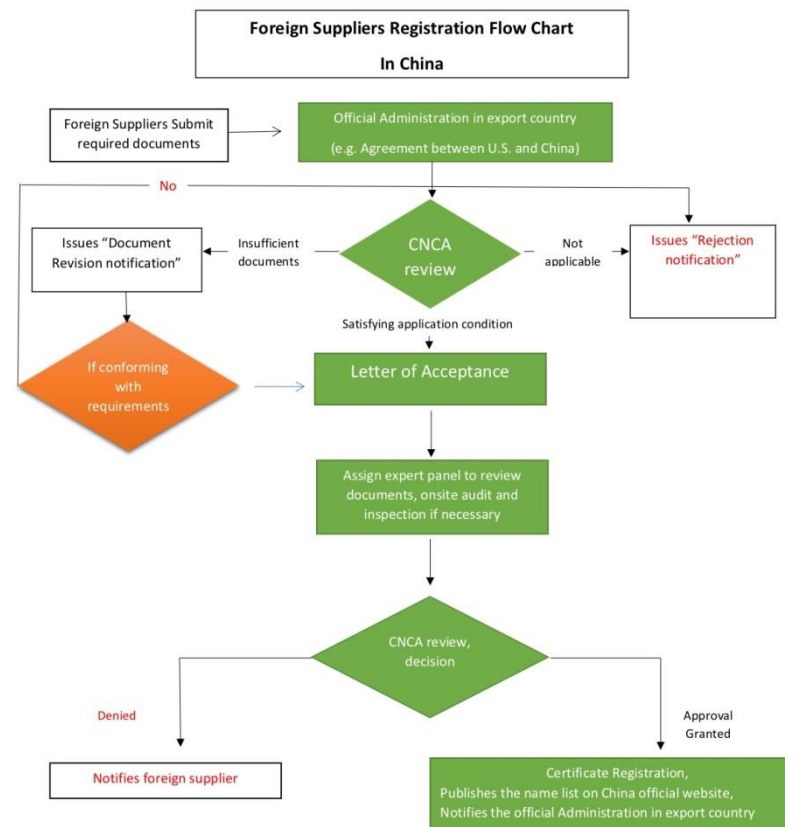 Foreign Suppliers Registration Flow Chart
In China
Foreign Suppliers Submit
required documents
Official Administration in export country
(e.g. Agreement between U.S. and China)
No
Issues “Document
Revision notification”
Insufficient
documents
CNCA
review
Not
applicable
Issues “Rejection
notification”
Satisfying application condition
If conforming
with
requirements
Letter of Acceptance
Assign expert panel to review
documents, onsite audit and
inspection if necessary
CNCA review,
decision
Denied
Approval
Granted
Notifies foreign supplier
Certificate Registration,
Publishes the name list on China official website,
Notifies the official Administration in export country